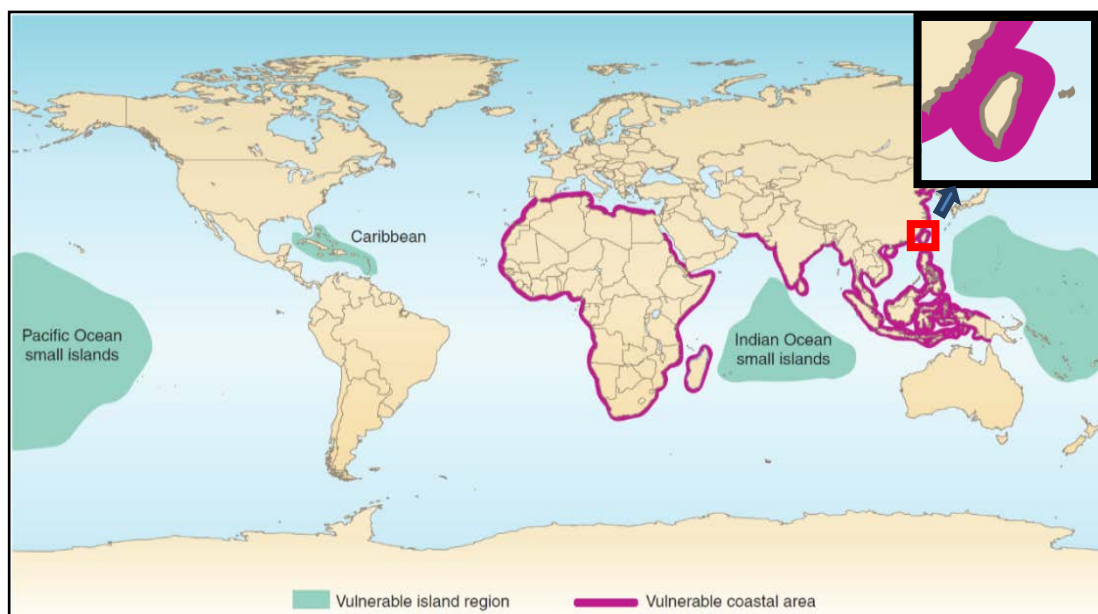 Caribbean
Pacific Ocean
small islands
Indian Ocean
small islands
Vulnerable island region
Vulnerable coastal area